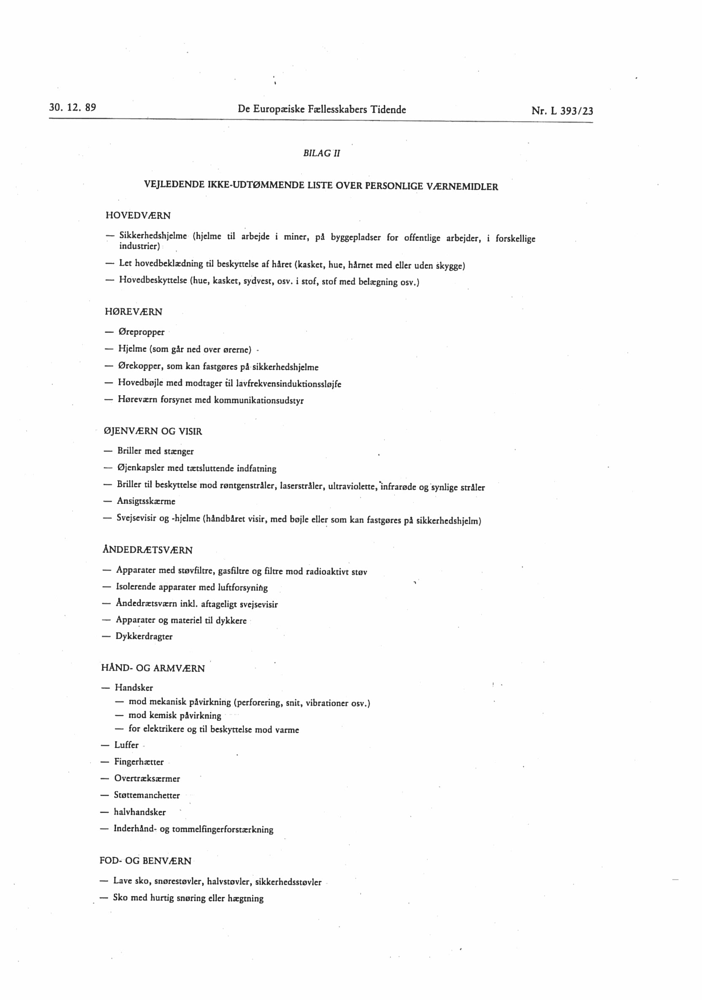 30. 12. 89
De Europæiske Fællesskabers Tidende
Nr. L 393/23
BILAG II
VEJLEDENDE IKKE-UDTØMMENDE LISTE OVER PERSONLIGE VÆRNEMIDLER
HOVEDVÆRN
— Sikkerhedshjelme (hjelme til arbejde i miner, på byggepladser for offentlige arbejder, i forskellige
industrier)
— Let hovedbeklædning til beskyttelse af håret (kasket, hue, hårnet med eller uden skygge)
— Hovedbeskyttelse (hue, kasket, sydvest, osv. i stof, stof med belægning osv.)
HØREVÆRN
— Ørepropper
— Hjelme (som går ned over ørerne)
— Ørekopper, som kan fastgøres på sikkerhedshjelme
— Hovedbøjle med modtager til lavfrekvensinduktionssløjfe
— Høreværn forsynet med kommunikationsudstyr
ØJENVÆRN OG VISIR
— Briller med stænger
— Øjenkapsler med tætsluttende indfatning
— Briller til beskyttelse mod røntgenstråler, laserstråler, ultraviolette, infrarøde og synlige stråler
— Ansigtsskærme
— Svejsevisir og -hjelme (håndbåret visir, med bøjle eller som kan fastgøres på sikkerhedshjelm)
ÅNDEDRÆTSVÆRN
— Apparater med støvfiltre, gasfiltre og filtre mod radioaktivt støv
— Isolerende apparater med luftforsyning
— Åndedrætsværn inkl. aftageligt svejsevisir
— Apparater og materiel til dykkere
— Dykkerdragter
HÅND- OG ARMVÆRN
— Handsker
— mod mekanisk påvirkning (perforering, snit, vibrationer osv.)
— mod kemisk påvirkning
— for elektrikere og til beskyttelse mod varme
— Luffer
— Fingerhætter
— Overtræksærmer
— Støttemanchetter
— halvhandsker
— Inderhånd- og tommelfingerforstærkning
FOD- OG BENVÆRN
— Lave sko, snørestøvler, halvstøvler, sikkerhedsstøvler
— Sko med hurtig snøring eller hægtning